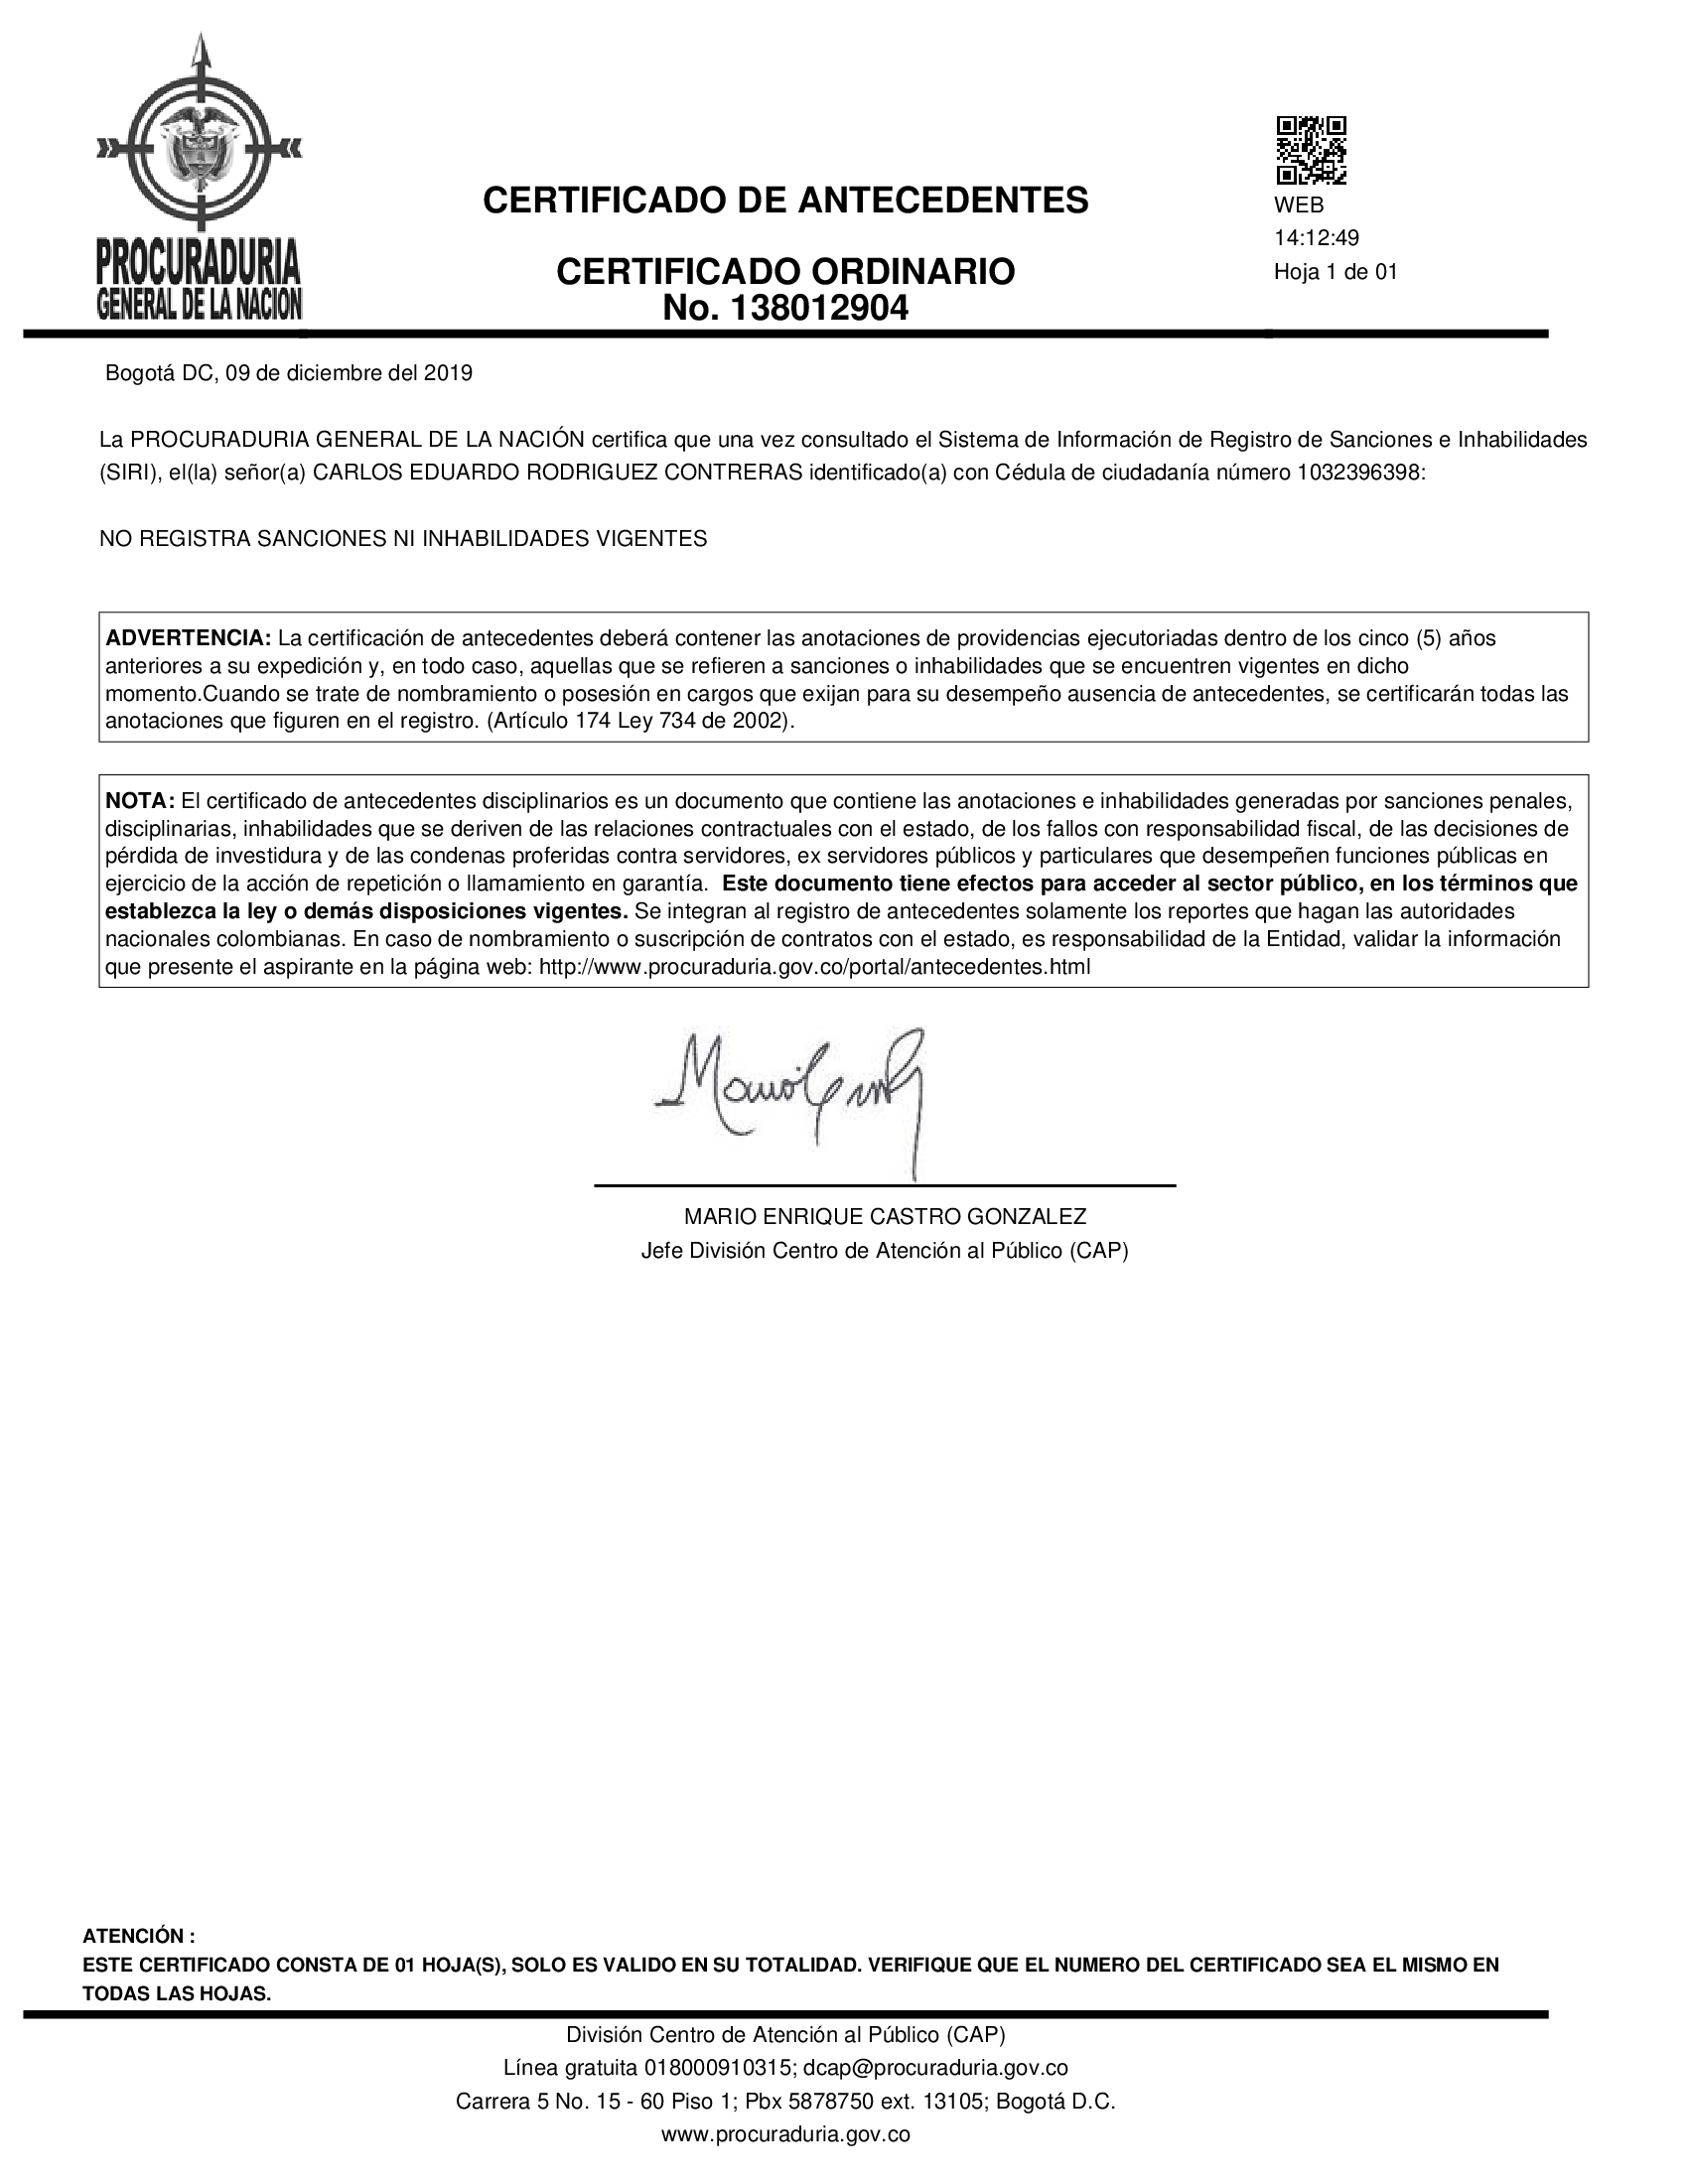 PROCURADURIA
GENERAL DE LA NACION
CERTIFICADO DE ANTECEDENTES
CERTIFICADO ORDINARIO
No. 138012904
WEB
14:12:49
Hoja 1 de 01
Bogotá DC, 09 de diciembre del 2019
La PROCURADURIA GENERAL DE LA NACIÓN certifica que una vez consultado el Sistema de Información de Registro de Sanciones e Inhabilidades
(SIRI), el(la) señor(a) CARLOS EDUARDO RODRIGUEZ CONTRERAS identificado(a) con Cédula de ciudadanía número 1032396398:
NO REGISTRA SANCIONES NI INHABILIDADES VIGENTES
ADVERTENCIA: La certificación de antecedentes deberá contener las anotaciones de providencias ejecutoriadas dentro de los cinco (5) años
anteriores a su expedición y, en todo caso, aquellas que se refieren a sanciones o inhabilidades que se encuentren vigentes en dicho
momento.Cuando se trate de nombramiento o posesión en cargos que exijan para su desempeño ausencia de antecedentes, se certificarán todas las
anotaciones que figuren en el registro. (Artículo 174 Ley 734 de 2002).
NOTA: El certificado de antecedentes disciplinarios es un documento que contiene las anotaciones e inhabilidades generadas por sanciones penales,
disciplinarias, inhabilidades que se deriven de las relaciones contractuales con el estado, de los fallos con responsabilidad fiscal, de las decisiones de
pérdida de investidura y de las condenas proferidas contra servidores, ex servidores públicos y particulares que desempeñen funciones públicas en
ejercicio de la acción de repetición o llamamiento en garantía. Este documento tiene efectos para acceder al sector público, en los términos que
establezca la ley o demás disposiciones vigentes. Se integran al registro de antecedentes solamente los reportes que hagan las autoridades
nacionales colombianas. En caso de nombramiento o suscripción de contratos con el estado, es responsabilidad de la Entidad, validar la información
que presente el aspirante en la página web: http://www.procuraduria.gov.co/portal/antecedentes.html
MARIO ENRIQUE CASTRO GONZALEZ
Jefe División Centro de Atención al Público (CAP)
ATENCIÓN :
ESTE CERTIFICADO CONSTA DE 01 HOJA(S), SOLO ES VALIDO EN SU TOTALIDAD. VERIFIQUE QUE EL NUMERO DEL CERTIFICADO SEA EL MISMO EN
TODAS LAS HOJAS.
División Centro de Atención al Público (CAP)
Línea gratuita 018000910315; dcap@procuraduria.gov.co
Carrera 5 No. 15 - 60 Piso 1; Pbx 5878750 ext. 13105; Bogotá D.C.
www.procuraduria.gov.co